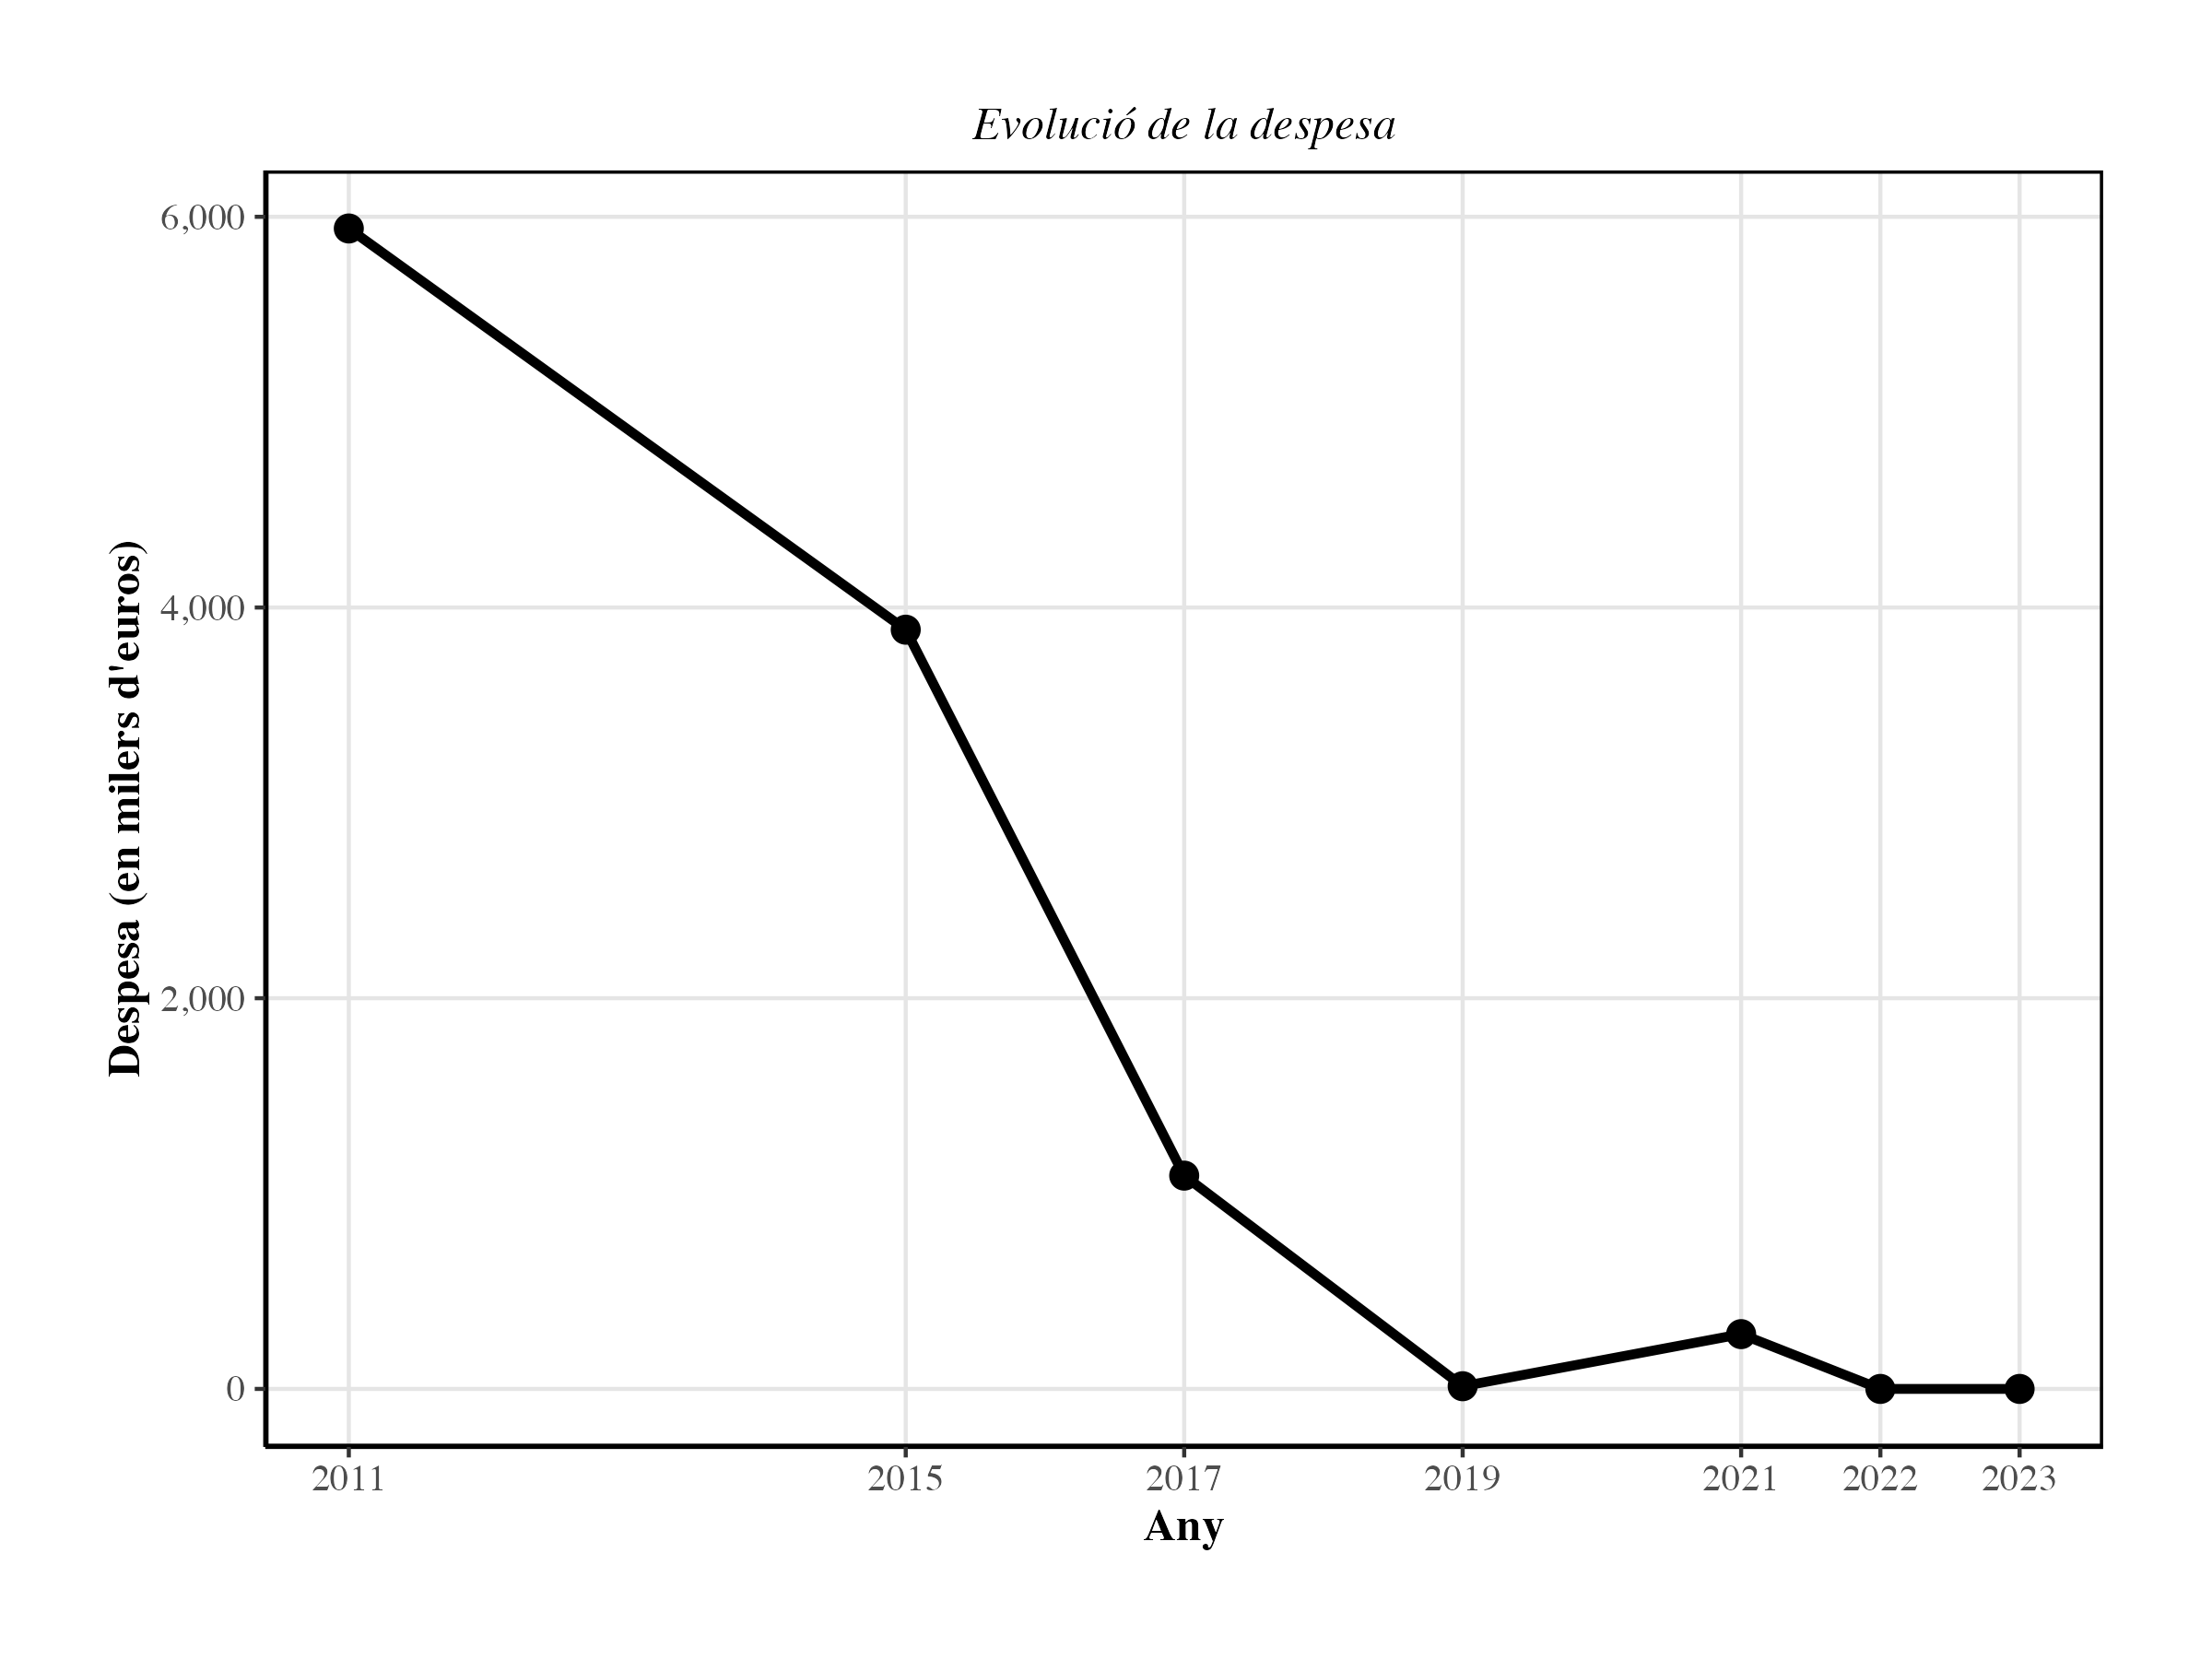 Evolució de la despesa
Despesa (en milers d'euros)
6,000
4,000
2,000
0
2011 2015 2017 2019 2021 2022 2023
Any